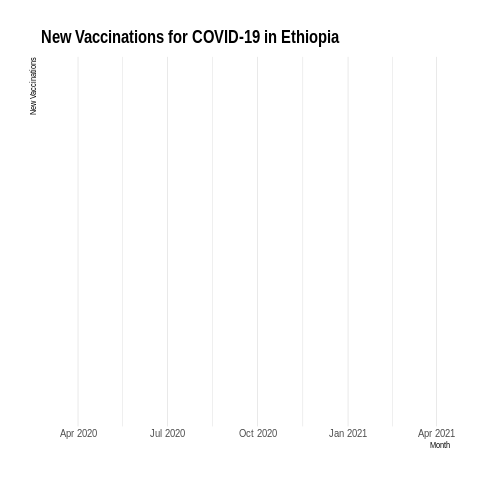 New Vaccinations for COVID-19 in Ethiopia
New Vaccinations
Apr 2020 Jul 2020 Oct 2020 Jan 2021 Apr 2021
Month